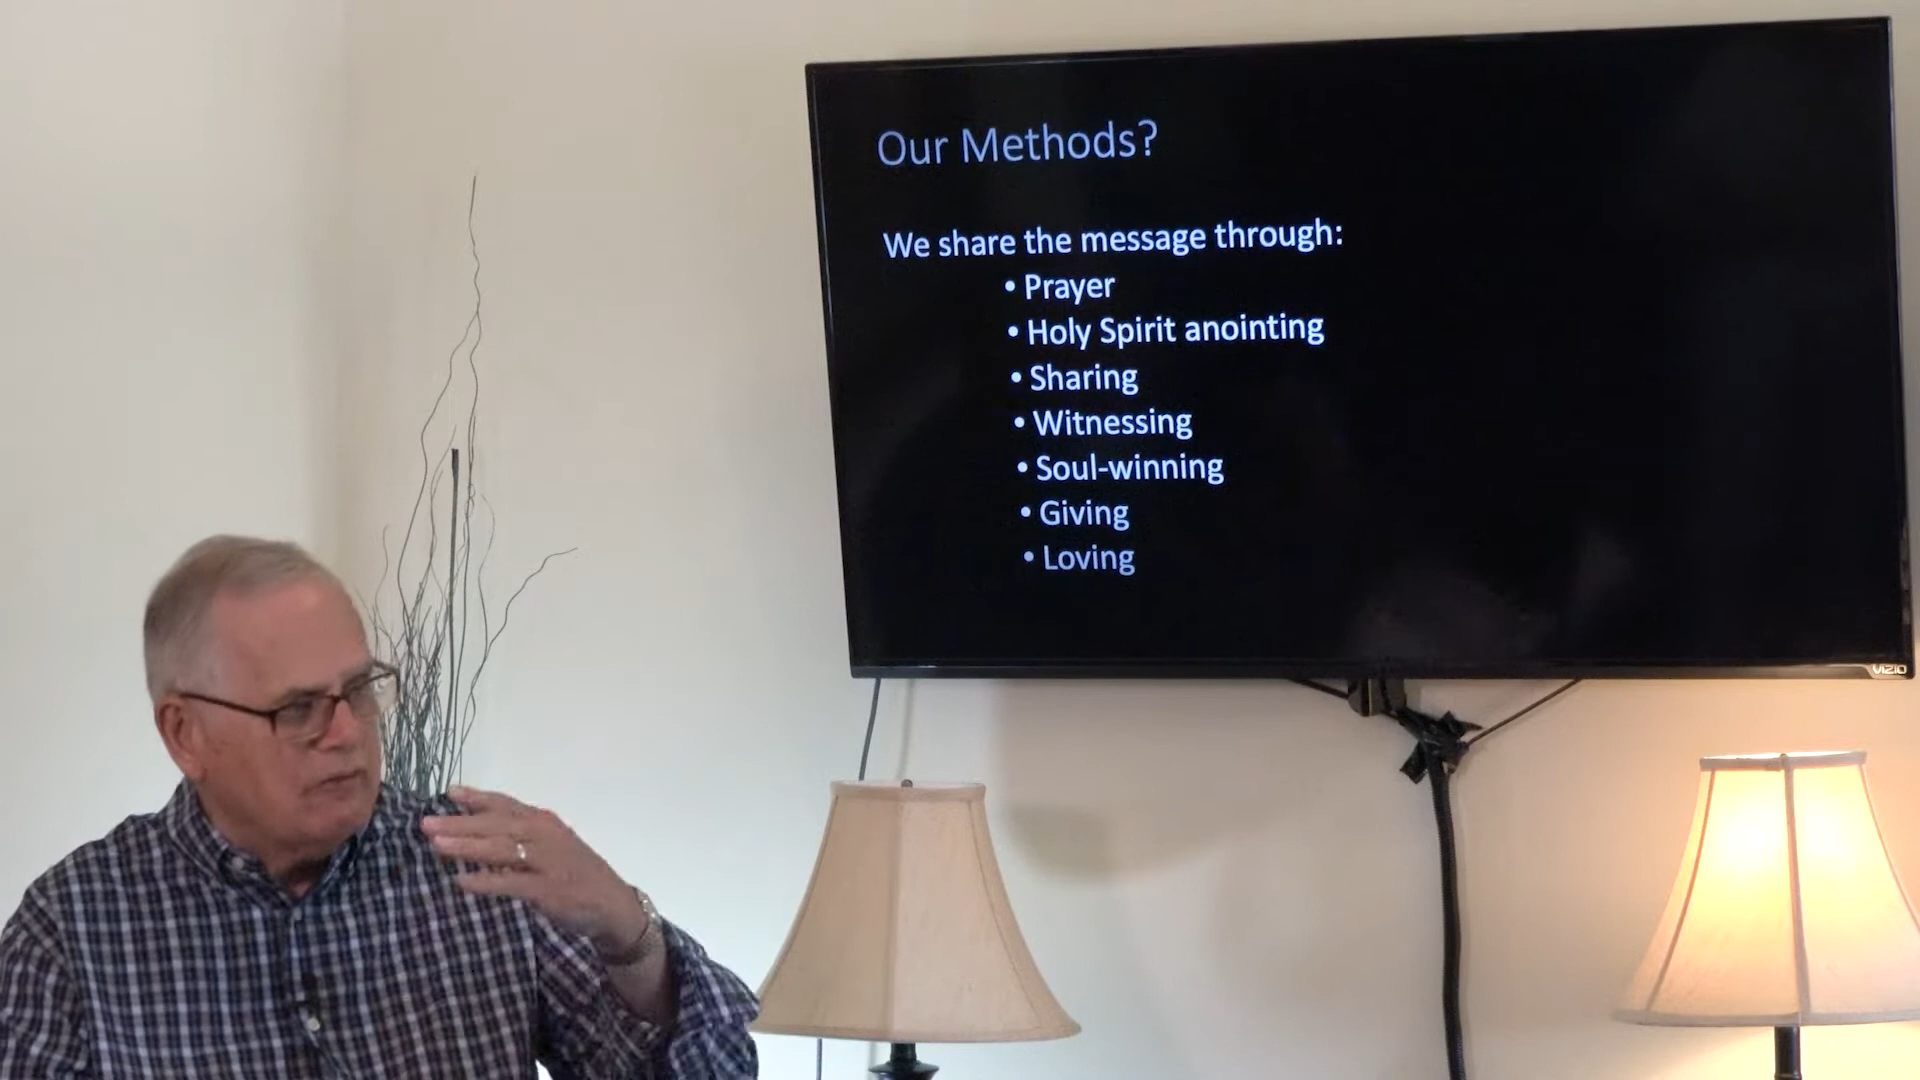 Our Methods?
We share the message through:
• Prayer
• Holy Spirit anointing
• Sharing
• Witnessing
• Soul-winning
• Giving
• Loving
VIZIO